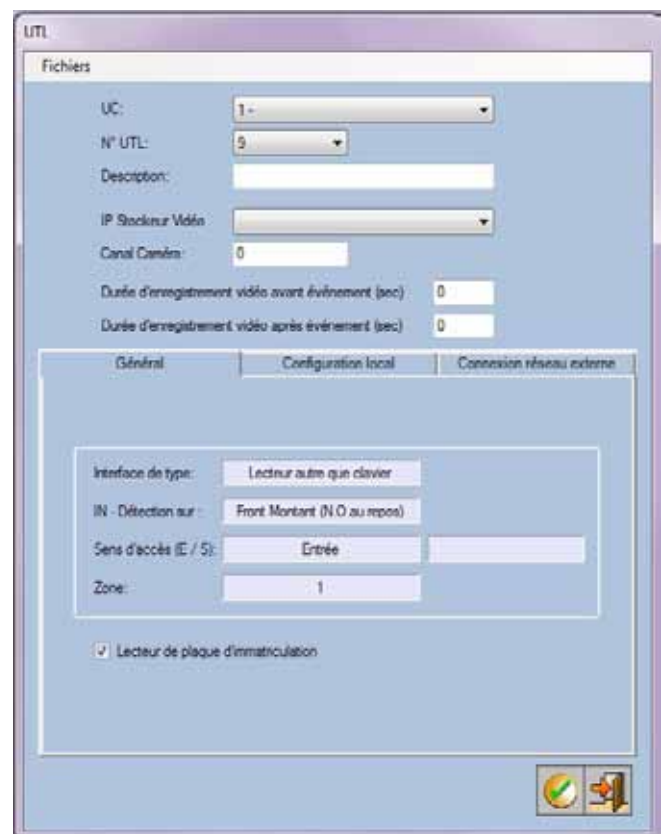 UTL
Fichiers
UC: 1 -
N° UTL: 9
Description:
IP Stockeur Vidéo
Canal Caméra: 0
Durée d'enregistrement vidéo avant événement (sec) 0
Durée d'enregistrement vidéo après événement (sec) 0
Général Configuration local Connexion réseau externe
Interface de type: Lecteur autre que clavier
IN - Détection sur : Front Montant (N.O au repos)
Sens d'accès (E / S): Entrée
Zone: 1
Lecteur de plaque d'immatriculation